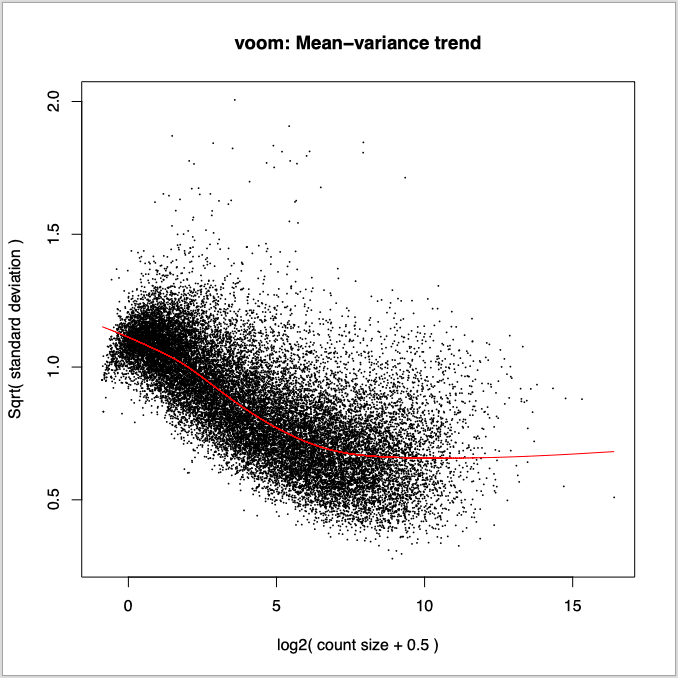 voom: Mean−variance trend
2.0
1.5
1.0
0.5
Sqrt( standard deviation )
0 5 10 15
log2( count size + 0.5 )